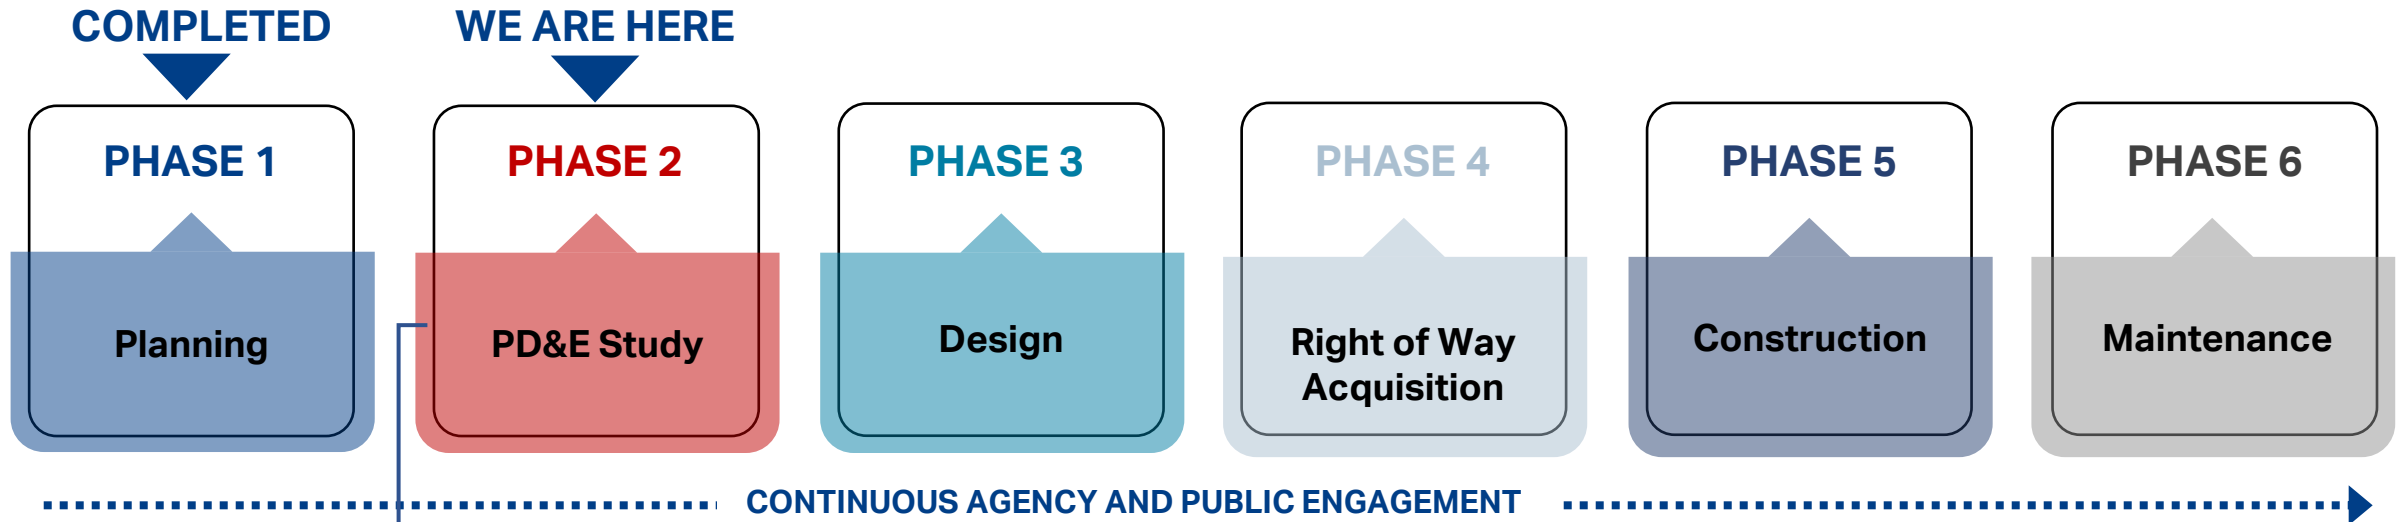 COMPLETED
WE ARE HERE
PHASE 1
PHASE 2
PHASE 3
PHASE 4
PHASE 5
PHASE 6
Planning
PD&E Study
Design
Right of Way
Acquisition
Construction
Maintenance
CONTINUOUS AGENCY AND PUBLIC ENGAGEMENT